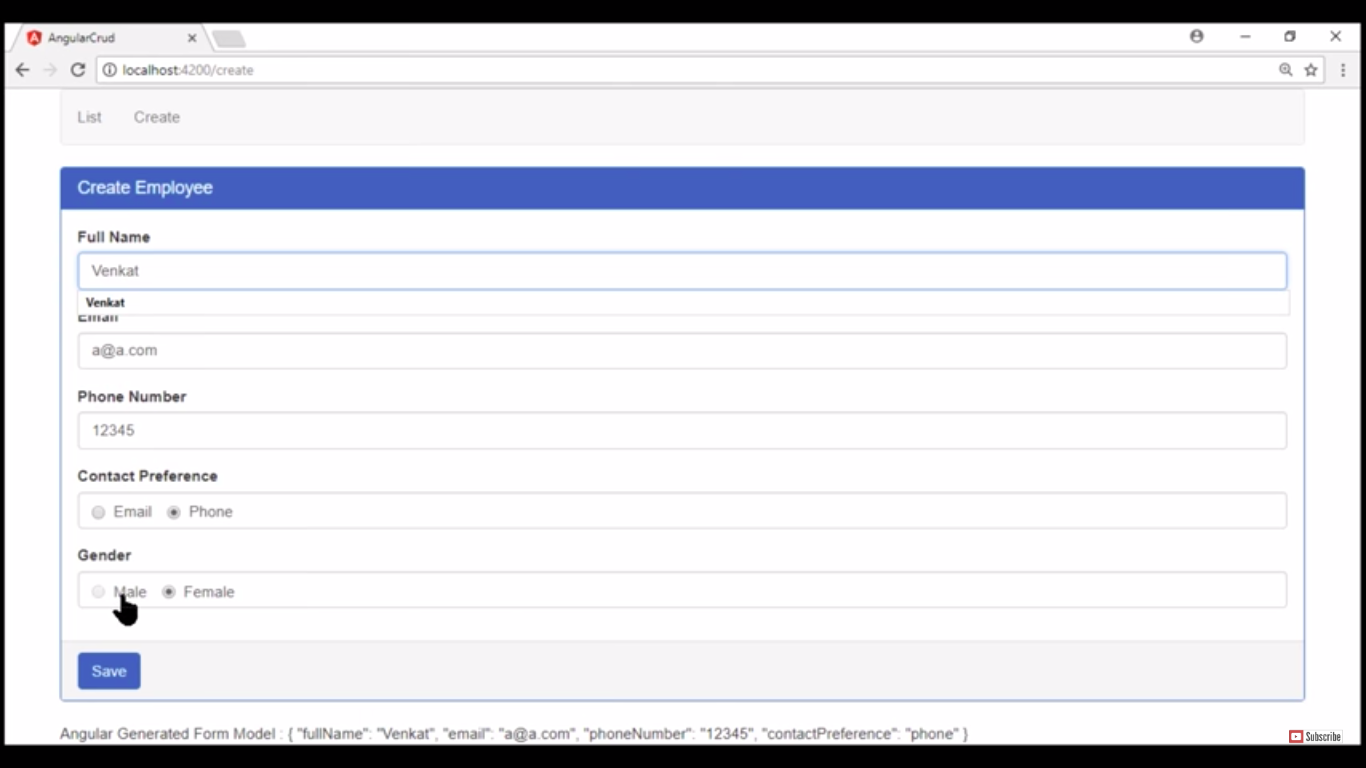 AngularCrud
localhost:4200/create
List Create
Create Employee
Full Name
Venkat
Venkat
Email
a@a.com
Phone Number
12345
Contact Preference
Email Phone
Gender
Male Female
Save
Angular Generated Form Model : { "fullName": "Venkat", "email": "a@a.com", "phoneNumber": "12345", "contactPreference": "phone" }
Subscribe